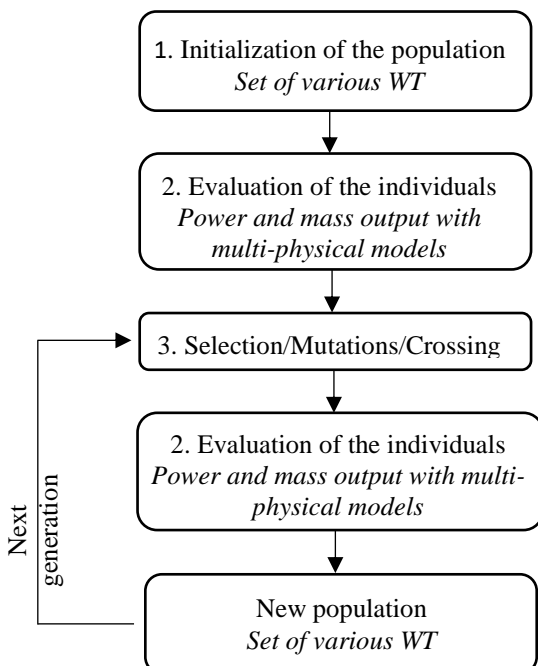 1. Initialization of the population
Set of various WT
2. Evaluation of the individuals
Power and mass output with
multi-physical models
3. Selection/Mutations/Crossing
2. Evaluation of the individuals
Power and mass output with multi-
physical models
Next
generation
New population
Set of various WT